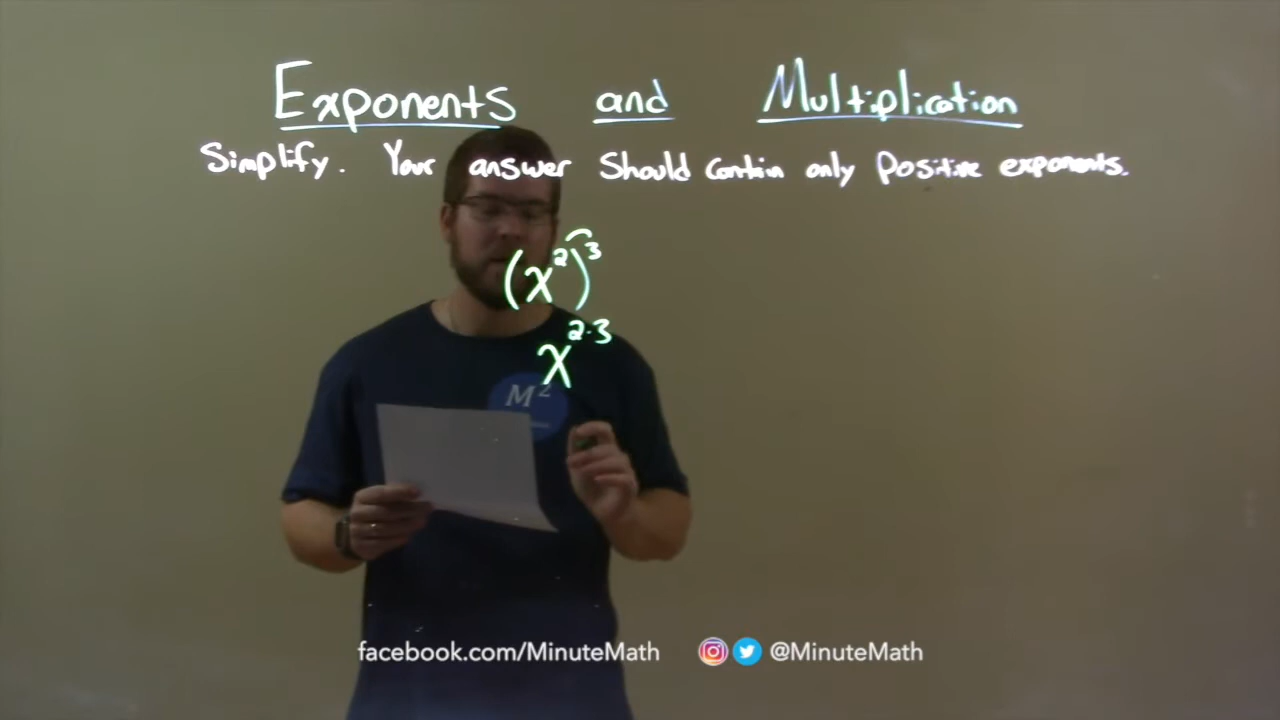 Exponents and Multiplication
Simplify. Your answer Should contain only Positive exponents.
(x²)³
x²·³
M²
facebook.com/MinuteMath @MinuteMath